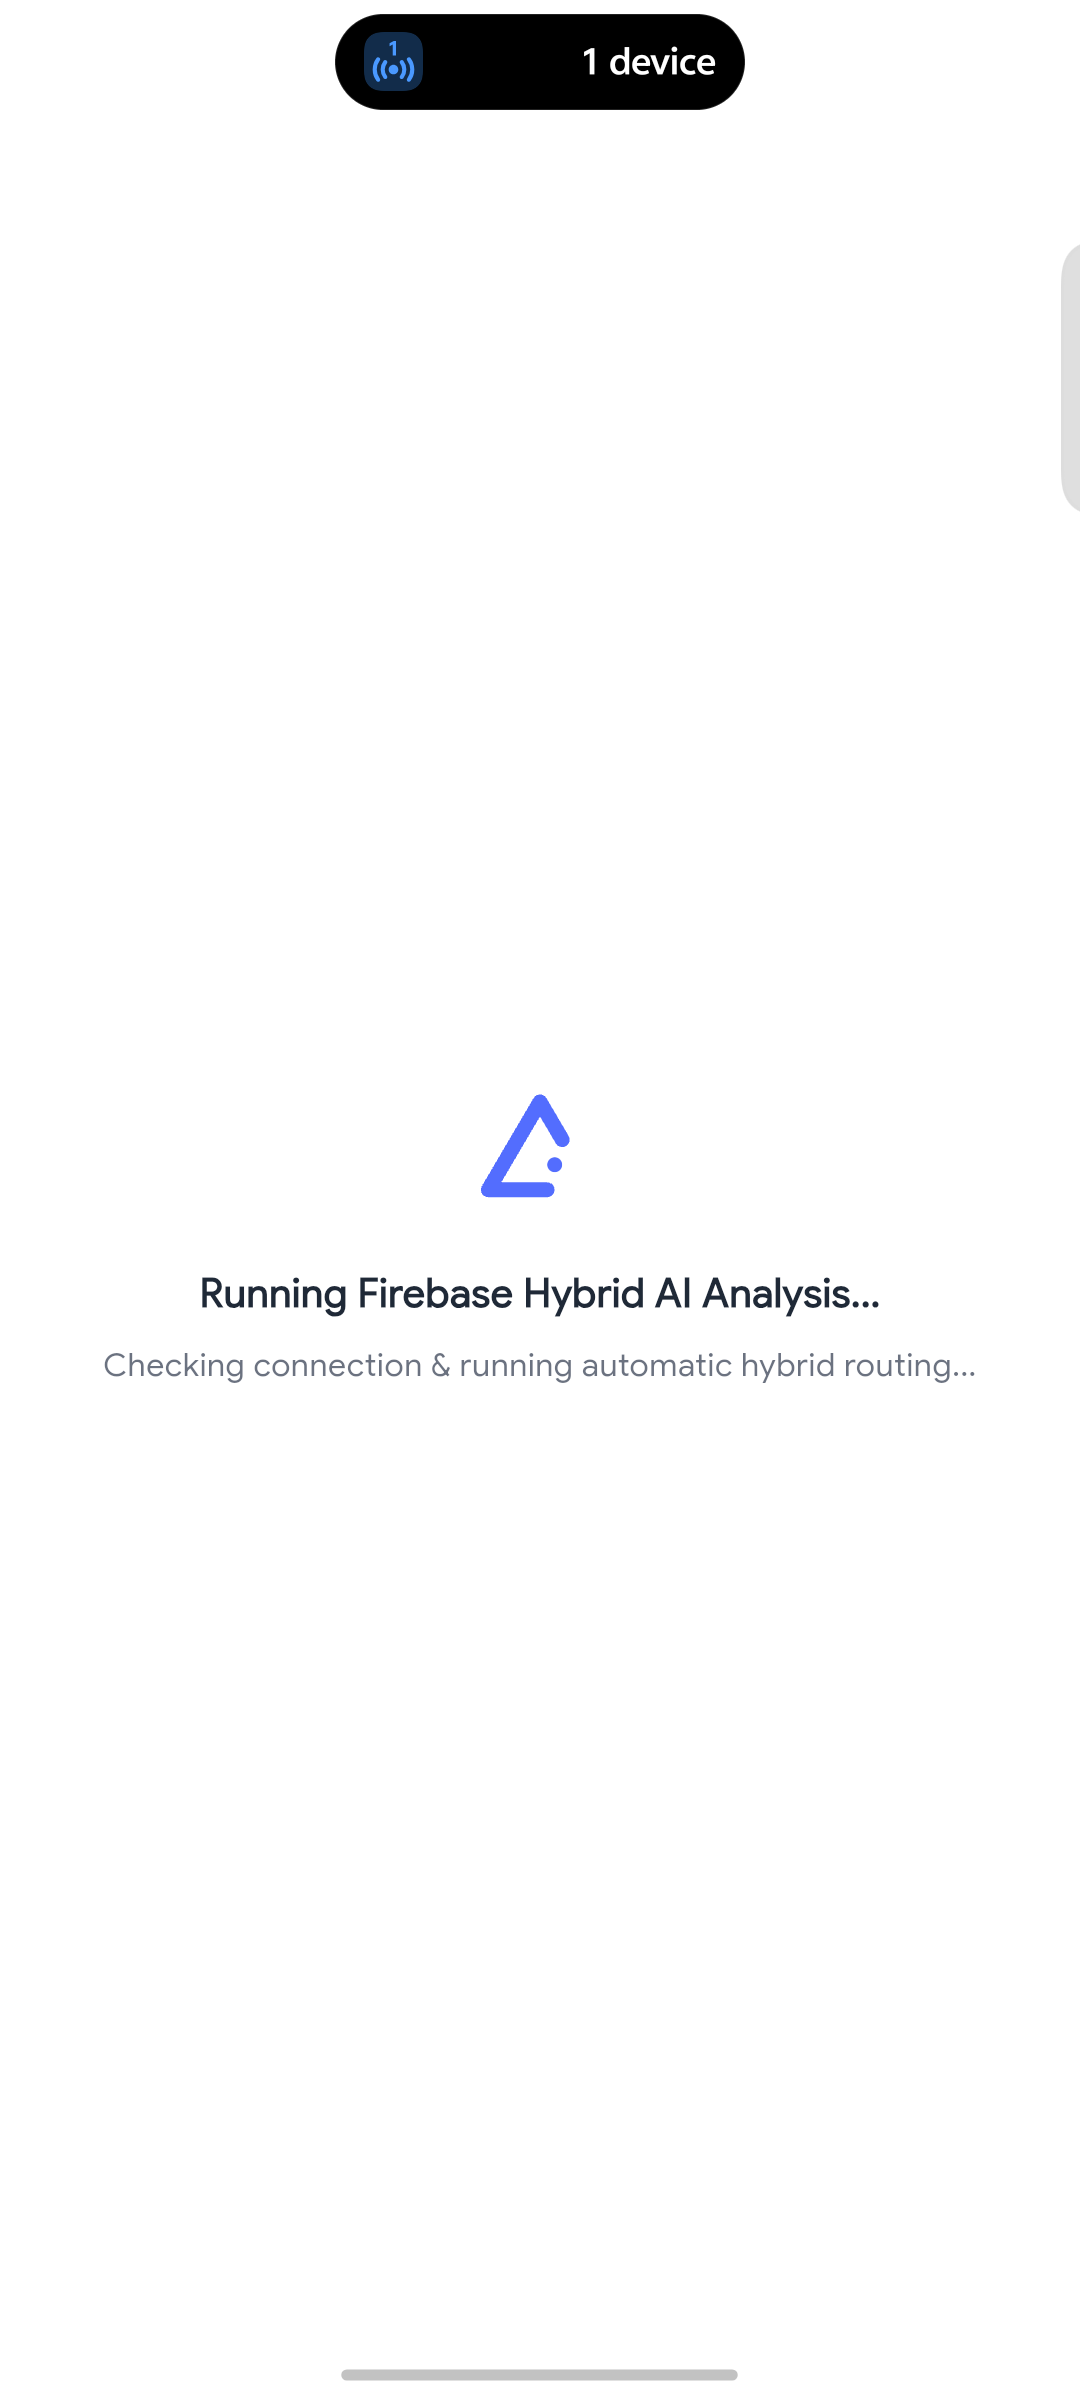 1
1 device
Running Firebase Hybrid AI Analysis...
Checking connection & running automatic hybrid routing...